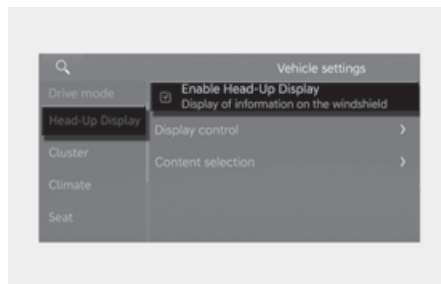 Vehicle settings
Drive mode
Enable Head-Up Display
Display of information on the windshield
Head-Up Display
Display control
Cluster
Content selection
Climate
Seat